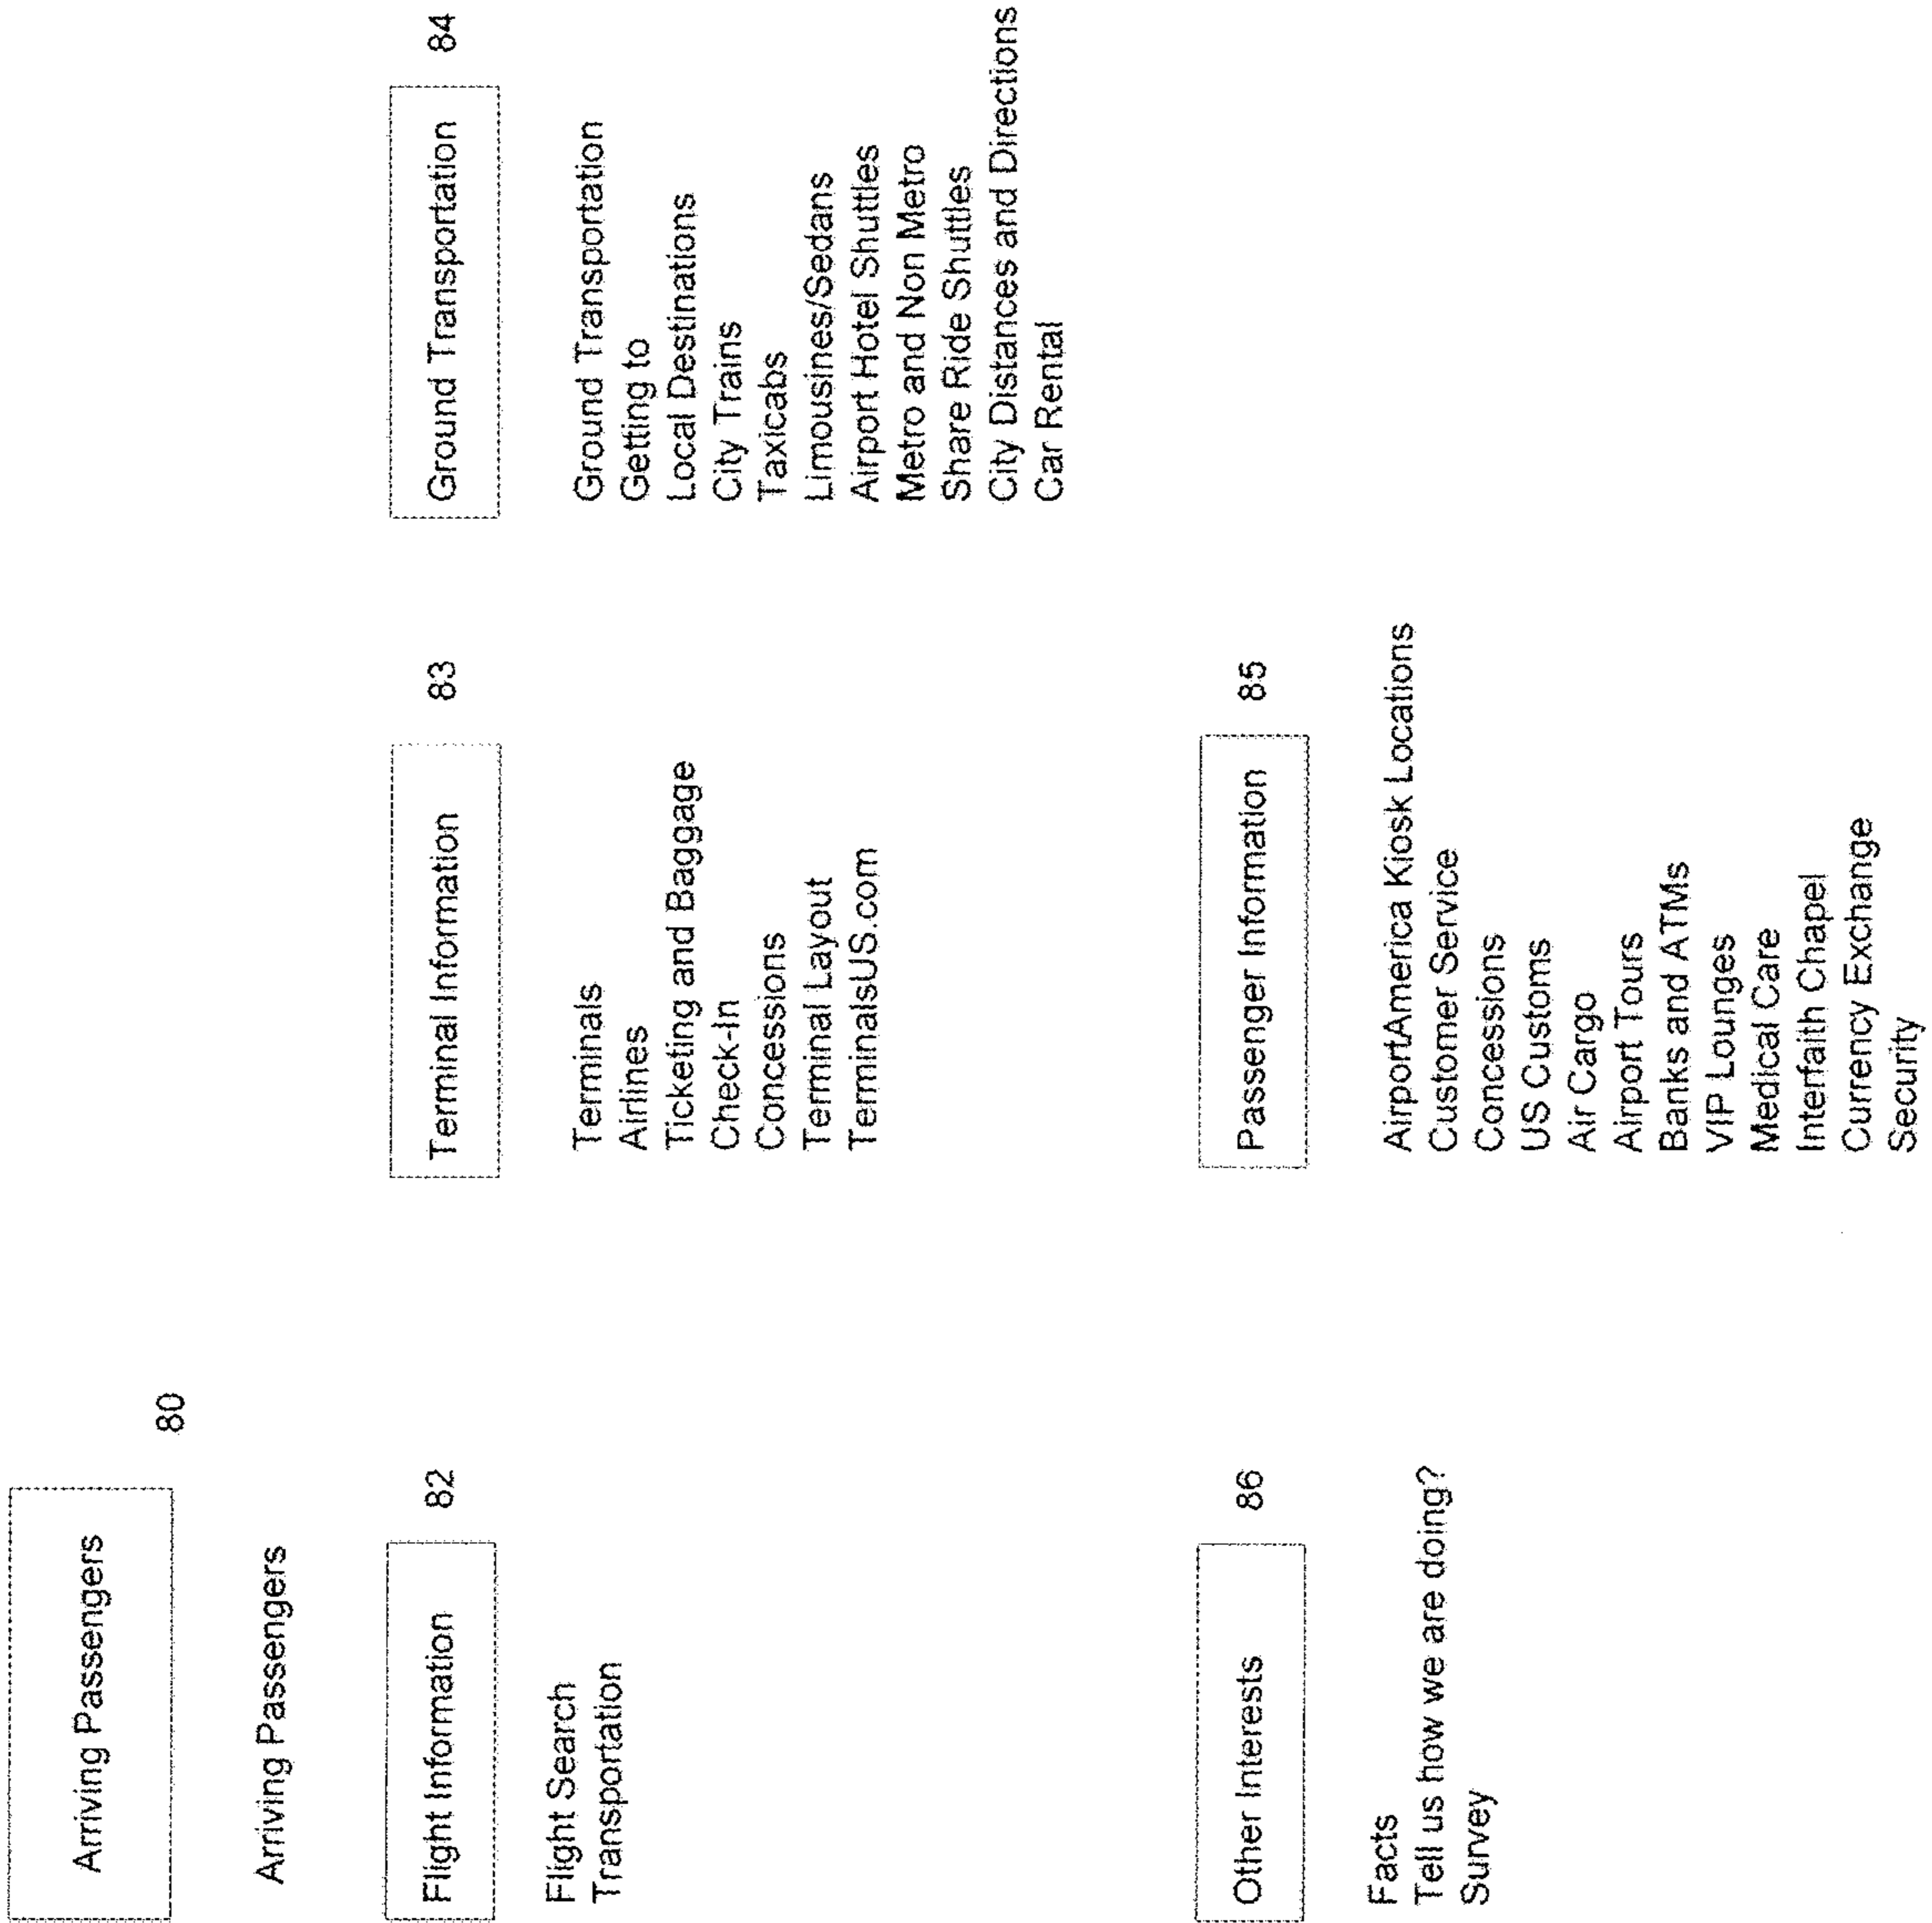 Arriving Passengers
80
Arriving Passengers
Flight Information
82
Flight Search
Transportation
Terminal Information
83
Terminals
Airlines
Ticketing and Baggage
Check-In
Concessions
Terminal Layout
TerminalsUS.com
Ground Transportation
84
Ground Transportation
Getting to
Local Destinations
City Trains
Taxicabs
Limousines/Sedans
Airport Hotel Shuttles
Metro and Non Metro
Share Ride Shuttles
City Distances and Directions
Car Rental
Other Interests
86
Facts
Tell us how we are doing?
Survey
Passenger Information
85
AirportAmerica Kiosk Locations
Customer Service
Concessions
US Customs
Air Cargo
Airport Tours
Banks and ATMs
VIP Lounges
Medical Care
Interfaith Chapel
Currency Exchange
Security